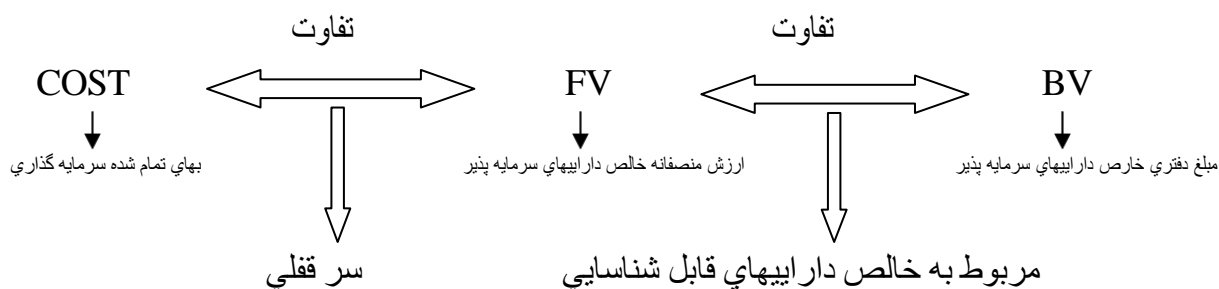 تفاوت تفاوت
COST FV BV
بهاي تمام شده سرمايه گذاري ارزش منصفانه خالص داراييهاي سرمايه پذير مبلغ دفتري خارص داراييهاي سرمايه پذير
سر قفلي مربوط به خالص داراييهاي قابل شناسايي